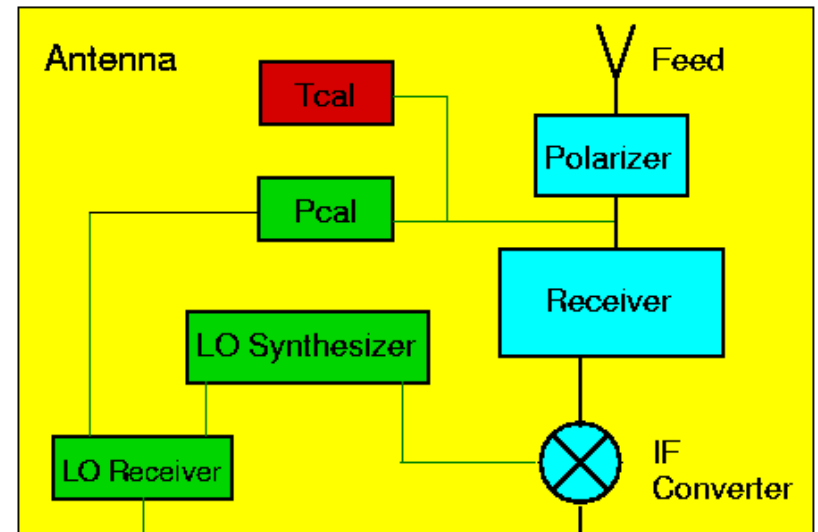 Antenna
Feed
Tcal
Polarizer
Pcal
Receiver
LO Synthesizer
LO Receiver
IF
Converter